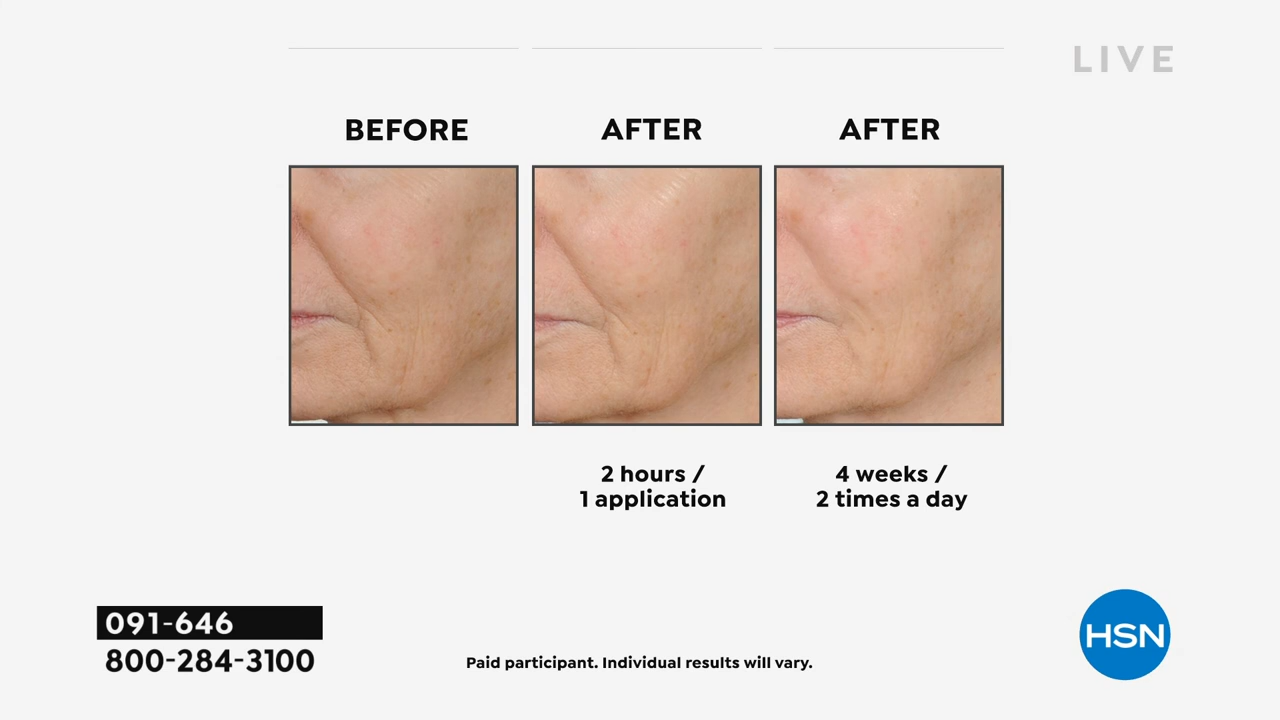 LIVE
BEFORE
AFTER
AFTER
2 hours /
1 application
4 weeks /
2 times a day
091-646
800-284-3100
Paid participant. Individual results will vary.
HSN